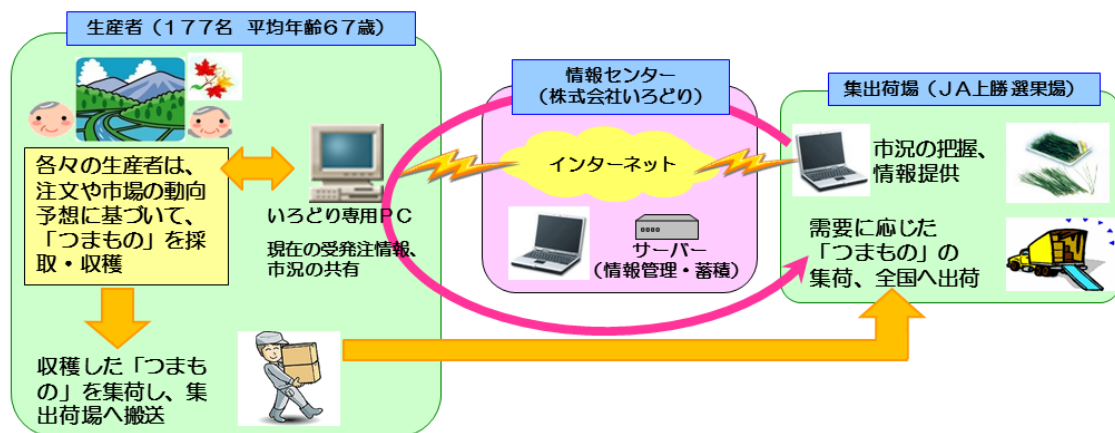 生産者（１７７名　平均年齢６７歳）
各々の生産者は、
注文や市場の動向
予想に基づいて、
「つまもの」を採
取・収穫
いろどり専用ＰＣ
現在の受発注情報、
市況の共有
収穫した「つまも
の」を集荷し、集
出荷場へ搬送
情報センター
（株式会社いろどり）
インターネット
サーバー
（情報管理・蓄積）
集出荷場（ＪＡ上勝選果場）
市況の把握、
情報提供
需要に応じた
「つまもの」の
集荷、全国へ出荷